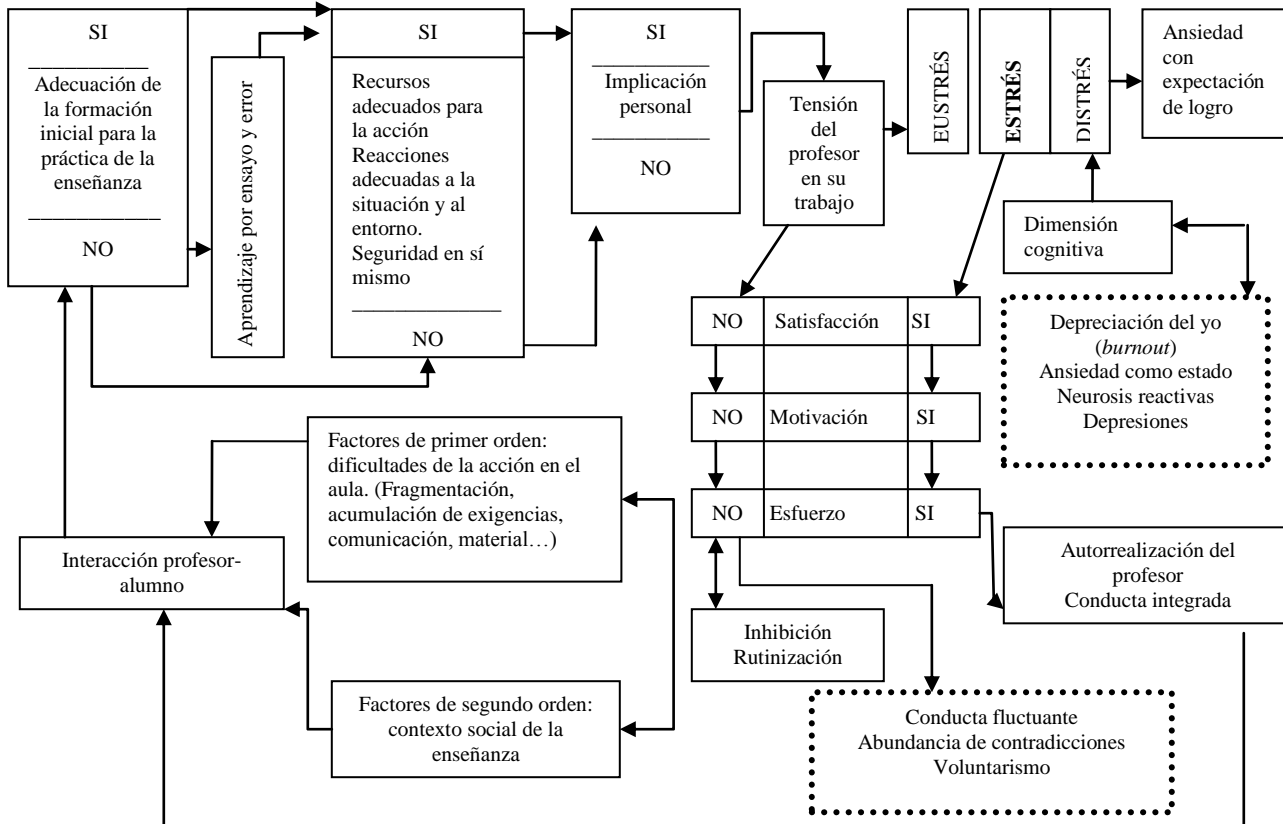 SI
____________
Adecuación de
la formación
inicial para la
práctica de la
enseñanza
_____________
NO
Aprendizaje por ensayo y error
SI
Recursos
adecuados para
la acción
Reacciones
adecuadas a la
situación y al
entorno.
Seguridad en sí
mismo
_______________
NO
SI
____________
Implicación
personal
____________
NO
Tensión
del
profesor
en su
trabajo
EUSTRÉS
ESTRÉS
DISTRÉS
Ansiedad
con
expectación
de logro
Dimensión
cognitiva
Depreciación del yo
(burnout)
Ansiedad como estado
Neurosis reactivas
Depresiones
NO Satisfacción SI
NO Motivación SI
NO Esfuerzo SI
Factores de primer orden:
dificultades de la acción en el
aula. (Fragmentación,
acumulación de exigencias,
comunicación, material…)
Interacción profesor-
alumno
Factores de segundo orden:
contexto social de la
enseñanza
Inhibición
Rutinización
Autorrealización del
profesor
Conducta integrada
Conducta fluctuante
Abundancia de contradicciones
Voluntarismo